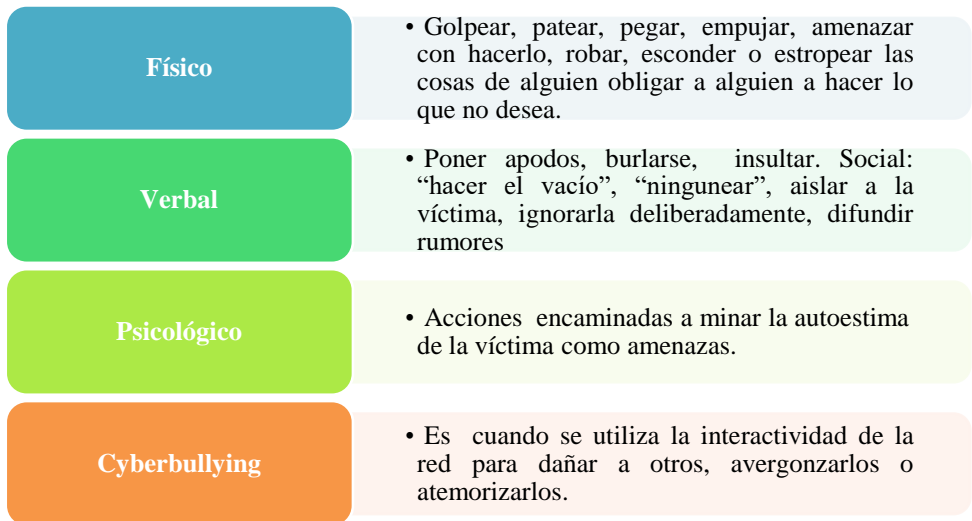 Físico
• Golpear, patear, pegar, empujar, amenazar
con hacerlo, robar, esconder o estropear las
cosas de alguien obligar a alguien a hacer lo
que no desea.
Verbal
• Poner apodos, burlarse, insultar. Social:
“hacer el vacío”, “ningunear”, aislar a la
víctima, ignorarla deliberadamente, difundir
rumores
Psicológico
• Acciones encaminadas a minar la autoestima
de la víctima como amenazas.
Cyberbullying
• Es cuando se utiliza la interactividad de la
red para dañar a otros, avergonzarlos o
atemorizarlos.